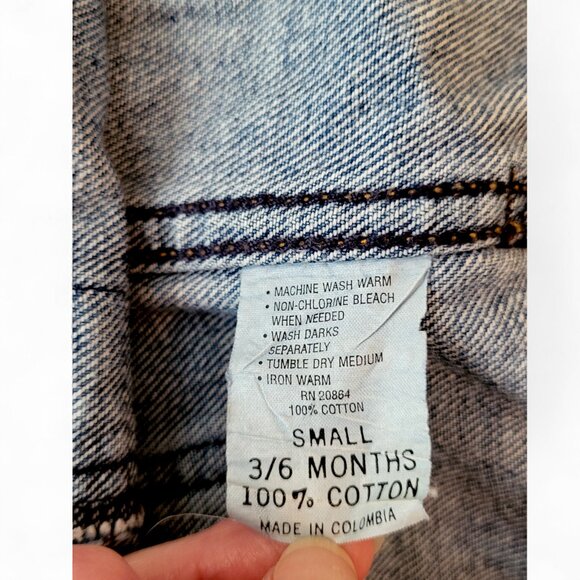 • MACHINE WASH WARM
• NON-CHLORINE BLEACH
WHEN NEEDED
• WASH DARKS
SEPARATELY
• TUMBLE DRY MEDIUM
• IRON WARM
RN 20864
100% COTTON
SMALL
3/6 MONTHS
100% COTTON
MADE IN COLOMBIA